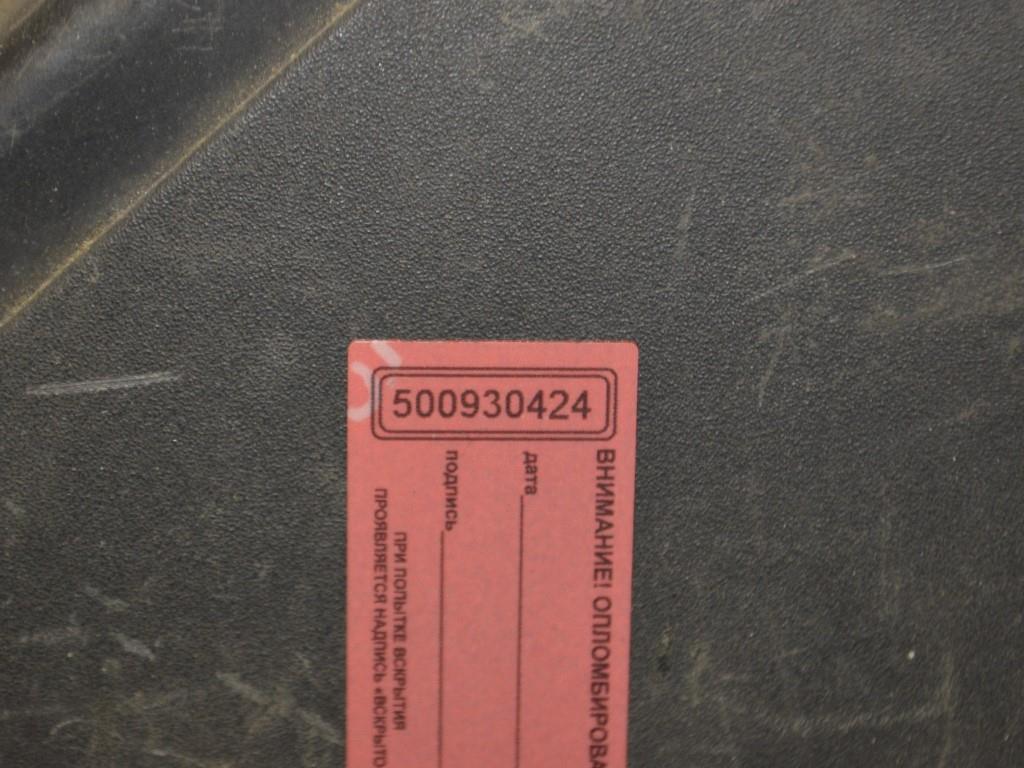 500930424
ВНИМАНИЕ! ОПЛОМБИРОВА
дата
подпись
ПРИ ПОПЫТКЕ ВСКРЫТИЯ
ПРОЯВЛЯЕТСЯ НАДПИСЬ «ВСКРЫТО